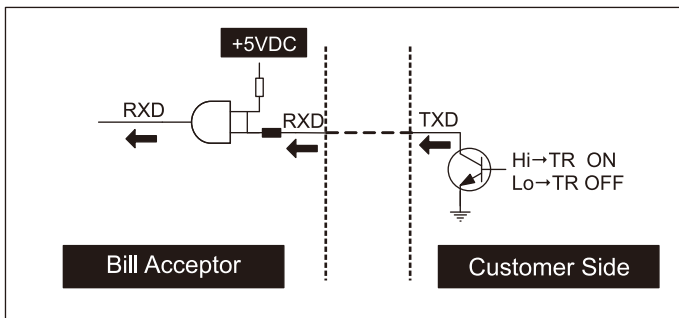 +5VDC
RXD
RXD
TXD
Hi→TR ON
Lo→TR OFF
Bill Acceptor
Customer Side